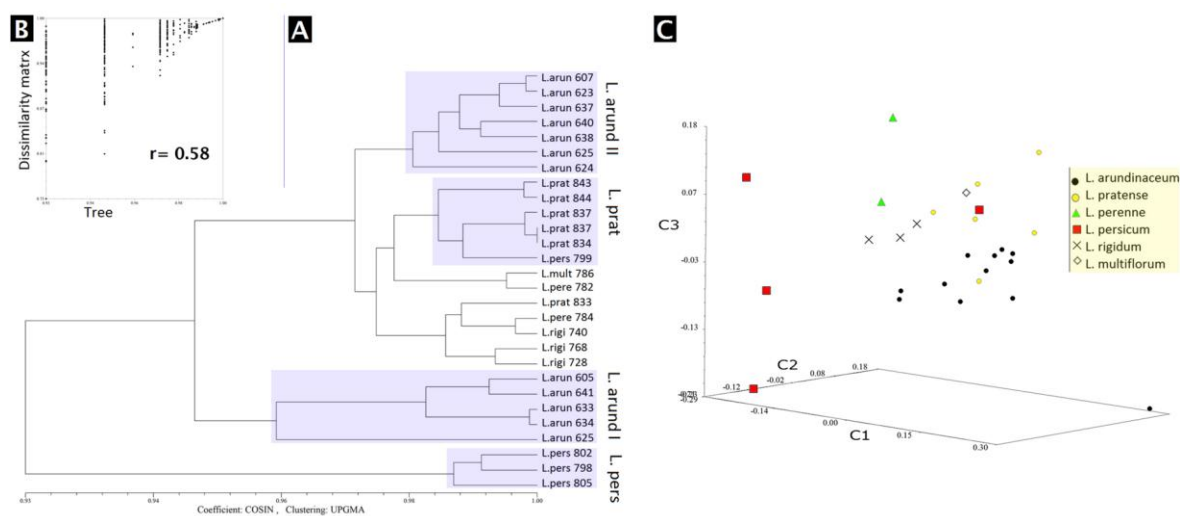 B
Dissimilarity matrx
r= 0.58
Tree
A
L.arun 607
L.arun 623
L.arun 637
L.arun 640
L.arun 638
L.arun 625
L.arun 624
L. arund II
L.prat 843
L.prat 844
L.prat 837
L.prat 837
L.prat 834
L.pers 799
L. prat
L.mult 786
L.pere 782
L.prat 833
L.pere 784
L.rigi 740
L.rigi 768
L.rigi 728
L.arun 605
L.arun 641
L.arun 633
L.arun 634
L.arun 625
L. arund I
L.pers 802
L.pers 798
L.pers 805
L. pers
0.93 0.94 0.96 0.98 1.00
Coefficient: COSIN , Clustering: UPGMA
C
C3
0.18
0.07
-0.03
-0.13
-0.29
C2
-0.12 -0.02 0.08 0.18
C1
-0.14 0.00 0.15 0.30
L. arundinaceum
L. pratense
L. perenne
L. persicum
L. rigidum
L. multiflorum